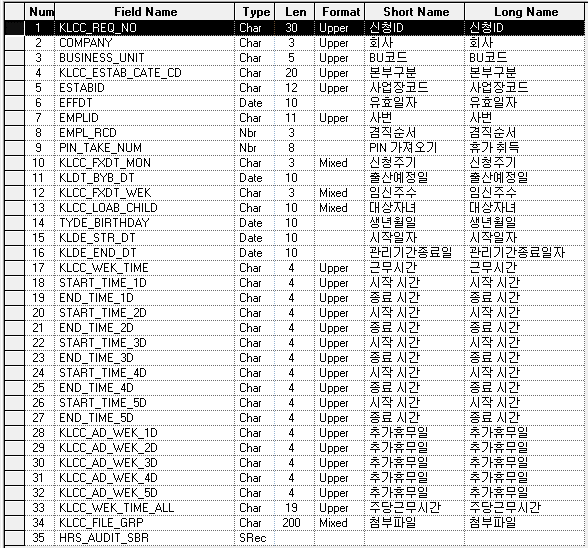 Num Field Name Type Len Format Short Name Long Name
1 KLCC_REQ_NO Char 30 Upper 신청ID 신청ID
2 COMPANY Char 3 Upper 회사 회사
3 BUSINESS_UNIT Char 5 Upper BU코드 BU코드
4 KLCC_ESTAB_CATE_CD Char 20 Upper 본부구분 본부구분
5 ESTABID Char 12 Upper 사업장코드 사업장코드
6 EFFDT Date 10 유효일자 유효일자
7 EMPLID Char 11 Upper 사번 사번
8 EMPL_RCD Nbr 3 겸직순서 겸직순서
9 PIN_TAKE_NUM Nbr 8 PIN 가져오기 휴가 취득
10 KLCC_FXDT_MON Char 3 Mixed 신청주기 신청주기
11 KLDT_BYB_DT Date 10 출산예정일 출산예정일
12 KLCC_FXDT_WEK Char 3 Mixed 임신주수 임신주수
13 KLCC_LOAB_CHILD Char 10 Mixed 대상자녀 대상자녀
14 TYDE_BIRTHDAY Date 10 생년월일 생년월일
15 KLDE_STR_DT Date 10 시작일자 시작일자
16 KLDE_END_DT Date 10 관리기간종료일 관리기간종료일자
17 KLCC_WEK_TIME Char 4 Upper 근무시간 근무시간
18 START_TIME_1D Char 4 Upper 시작 시간 시작 시간
19 END_TIME_1D Char 4 Upper 종료 시간 종료 시간
20 START_TIME_2D Char 4 Upper 시작 시간 시작 시간
21 END_TIME_2D Char 4 Upper 종료 시간 종료 시간
22 START_TIME_3D Char 4 Upper 시작 시간 시작 시간
23 END_TIME_3D Char 4 Upper 종료 시간 종료 시간
24 START_TIME_4D Char 4 Upper 시작 시간 시작 시간
25 END_TIME_4D Char 4 Upper 종료 시간 종료 시간
26 START_TIME_5D Char 4 Upper 시작 시간 시작 시간
27 END_TIME_5D Char 4 Upper 종료 시간 종료 시간
28 KLCC_AD_WEK_1D Char 4 Upper 추가휴무일 추가휴무일
29 KLCC_AD_WEK_2D Char 4 Upper 추가휴무일 추가휴무일
30 KLCC_AD_WEK_3D Char 4 Upper 추가휴무일 추가휴무일
31 KLCC_AD_WEK_4D Char 4 Upper 추가휴무일 추가휴무일
32 KLCC_AD_WEK_5D Char 4 Upper 추가휴무일 추가휴무일
33 KLCC_WEK_TIME_ALL Char 19 Upper 주당근무시간 주당근무시간
34 KLCC_FILE_GRP Char 200 Mixed 첨부파일 첨부파일
35 HRS_AUDIT_SBR SRec